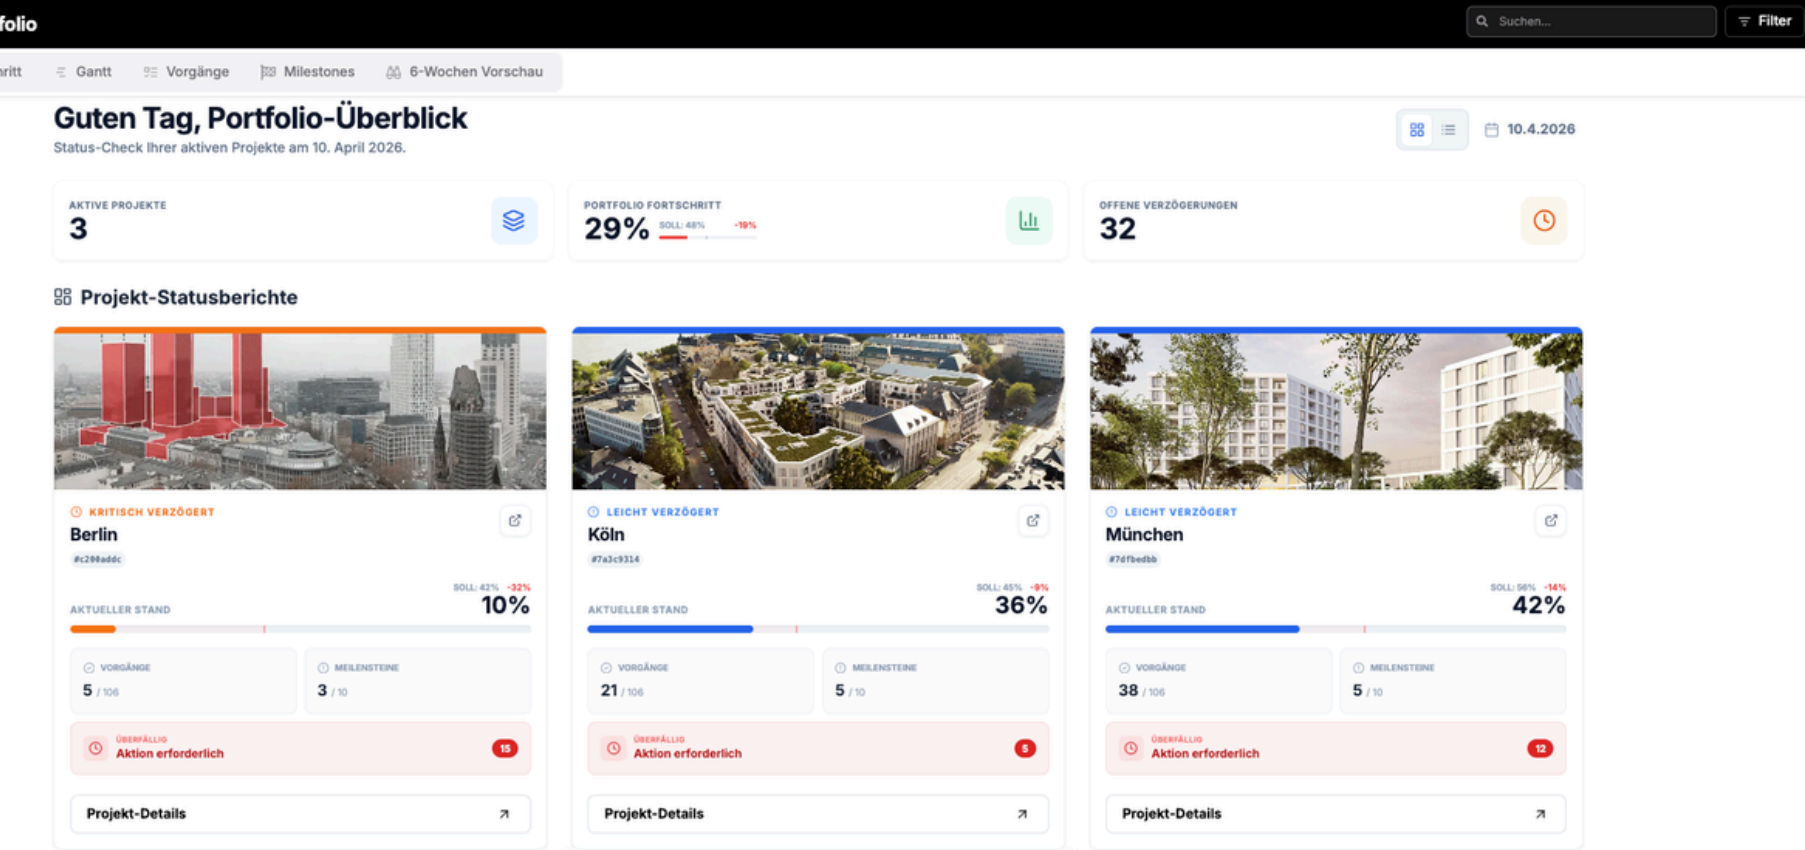 folio
Suchen...
Filter
ritt
Gantt
Vorgänge
Milestones
6-Wochen Vorschau
Guten Tag, Portfolio-Überblick
Status-Check Ihrer aktiven Projekte am 10. April 2026.
10.4.2026
AKTIVE PROJEKTE
3
PORTFOLIO FORTSCHRITT
29% SOLL: 48% -19%
OFFENE VERZÖGERUNGEN
32
Projekt-Statusberichte
KRITISCH VERZÖGERT
Berlin
#c200addc
SOLL: 42% -32%
AKTUELLER STAND
10%
VORGÄNGE
5 / 106
MEILENSTEINE
3 / 10
ÜBERFÄLLIG
Aktion erforderlich
15
Projekt-Details
LEICHT VERZÖGERT
Köln
#7a3c9314
SOLL: 45% -9%
AKTUELLER STAND
36%
VORGÄNGE
21 / 106
MEILENSTEINE
5 / 10
ÜBERFÄLLIG
Aktion erforderlich
5
Projekt-Details
LEICHT VERZÖGERT
München
#7dfbedbb
SOLL: 56% -14%
AKTUELLER STAND
42%
VORGÄNGE
38 / 106
MEILENSTEINE
5 / 10
ÜBERFÄLLIG
Aktion erforderlich
12
Projekt-Details